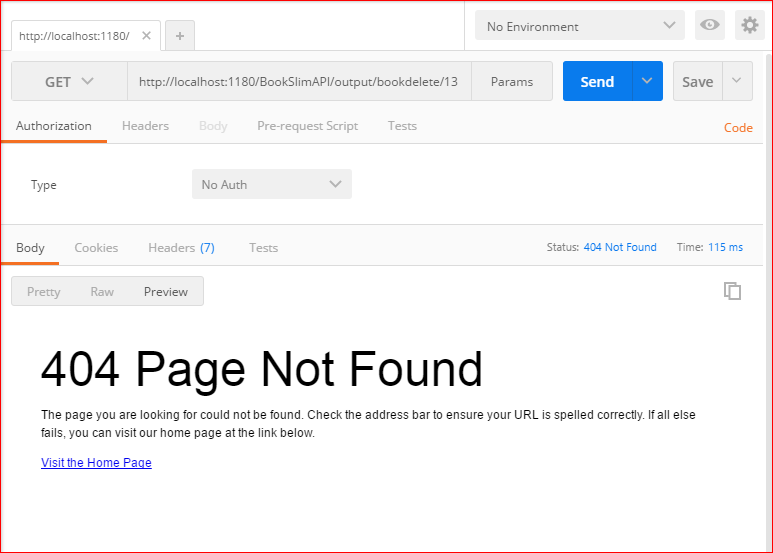 http://localhost:1180/
No Environment
GET
http://localhost:1180/BookSlimAPI/output/bookdelete/13
Params
Send
Save
Authorization Headers Body Pre-request Script Tests
Code
Type
No Auth
Body Cookies Headers (7) Tests
Status: 404 Not Found Time: 115 ms
Pretty Raw Preview
404 Page Not Found
The page you are looking for could not be found. Check the address bar to ensure your URL is spelled correctly. If all else
fails, you can visit our home page at the link below.
Visit the Home Page